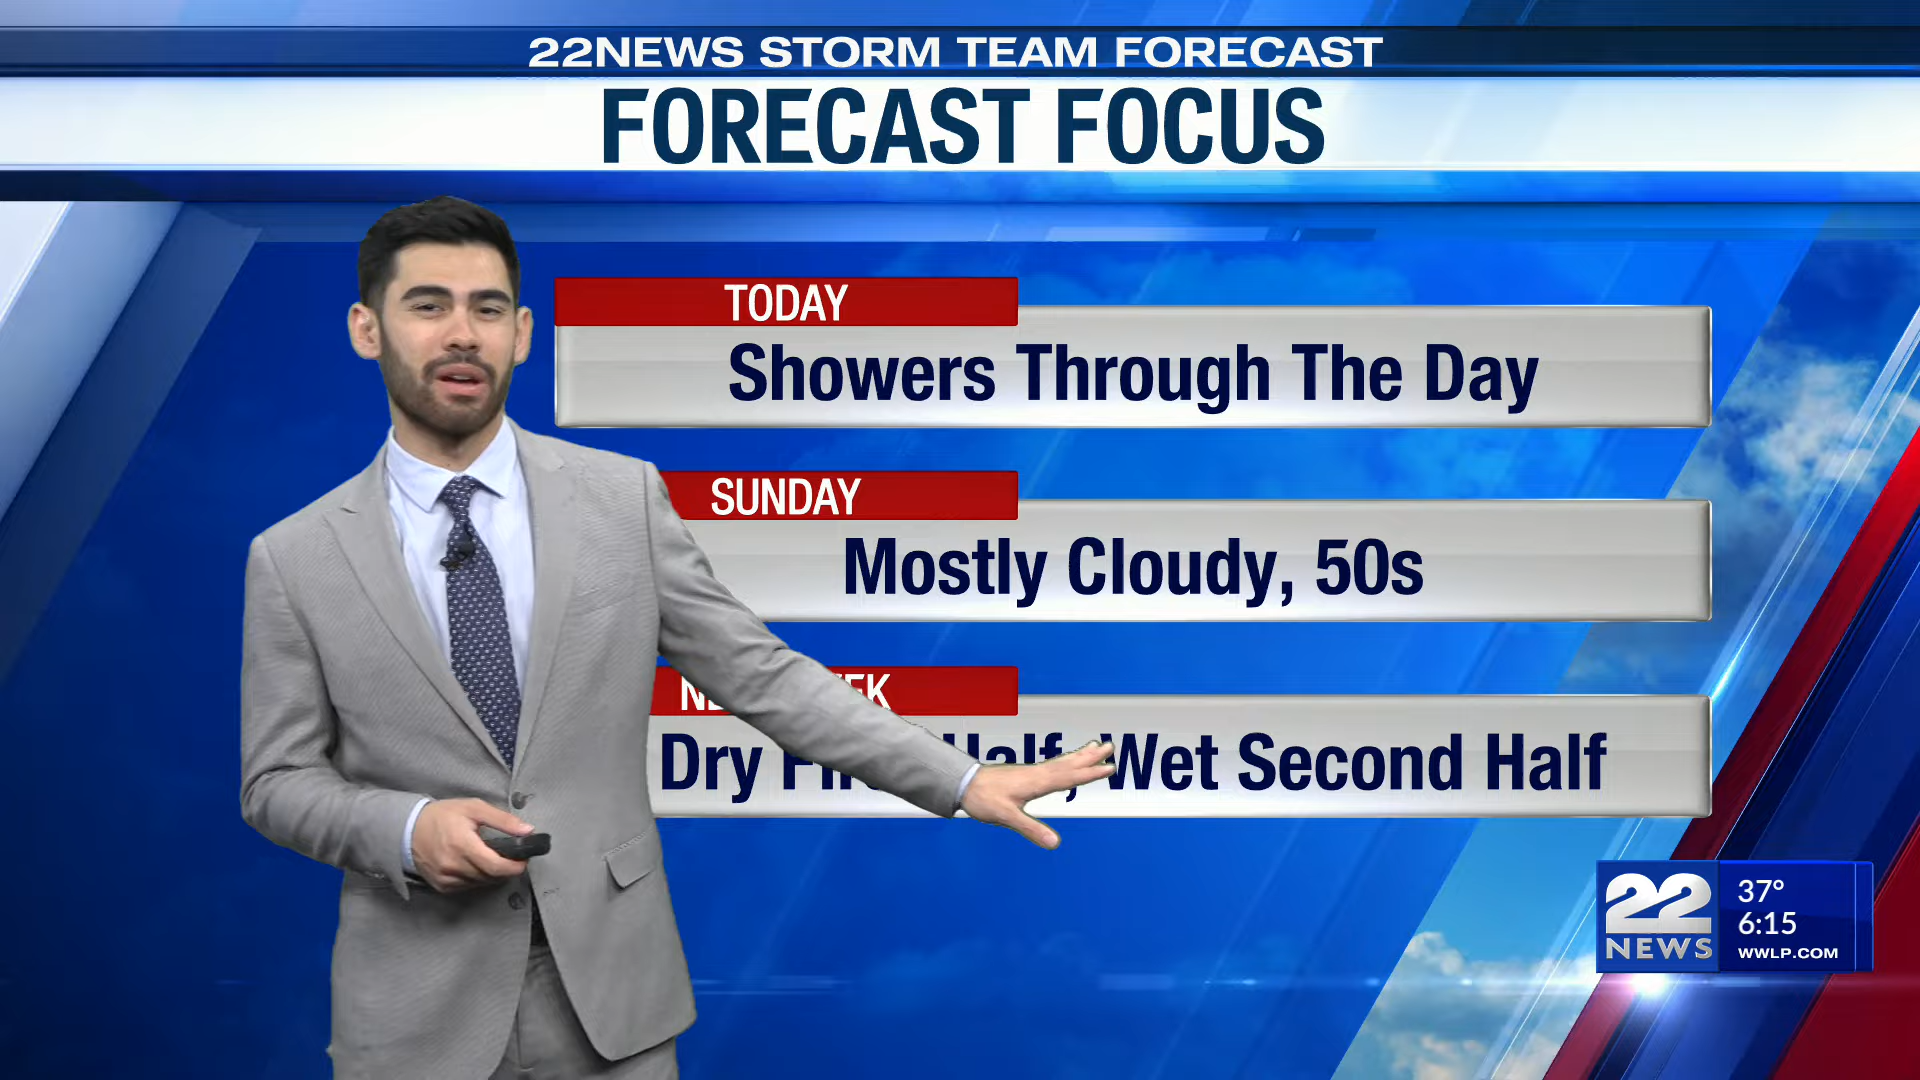 22NEWS STORM TEAM FORECAST
FORECAST FOCUS
TODAY
Showers Through The Day
SUNDAY
Mostly Cloudy, 50s
Dry Half, Wet Second Half
22
NEWS
37°
6:15
WWLP.COM